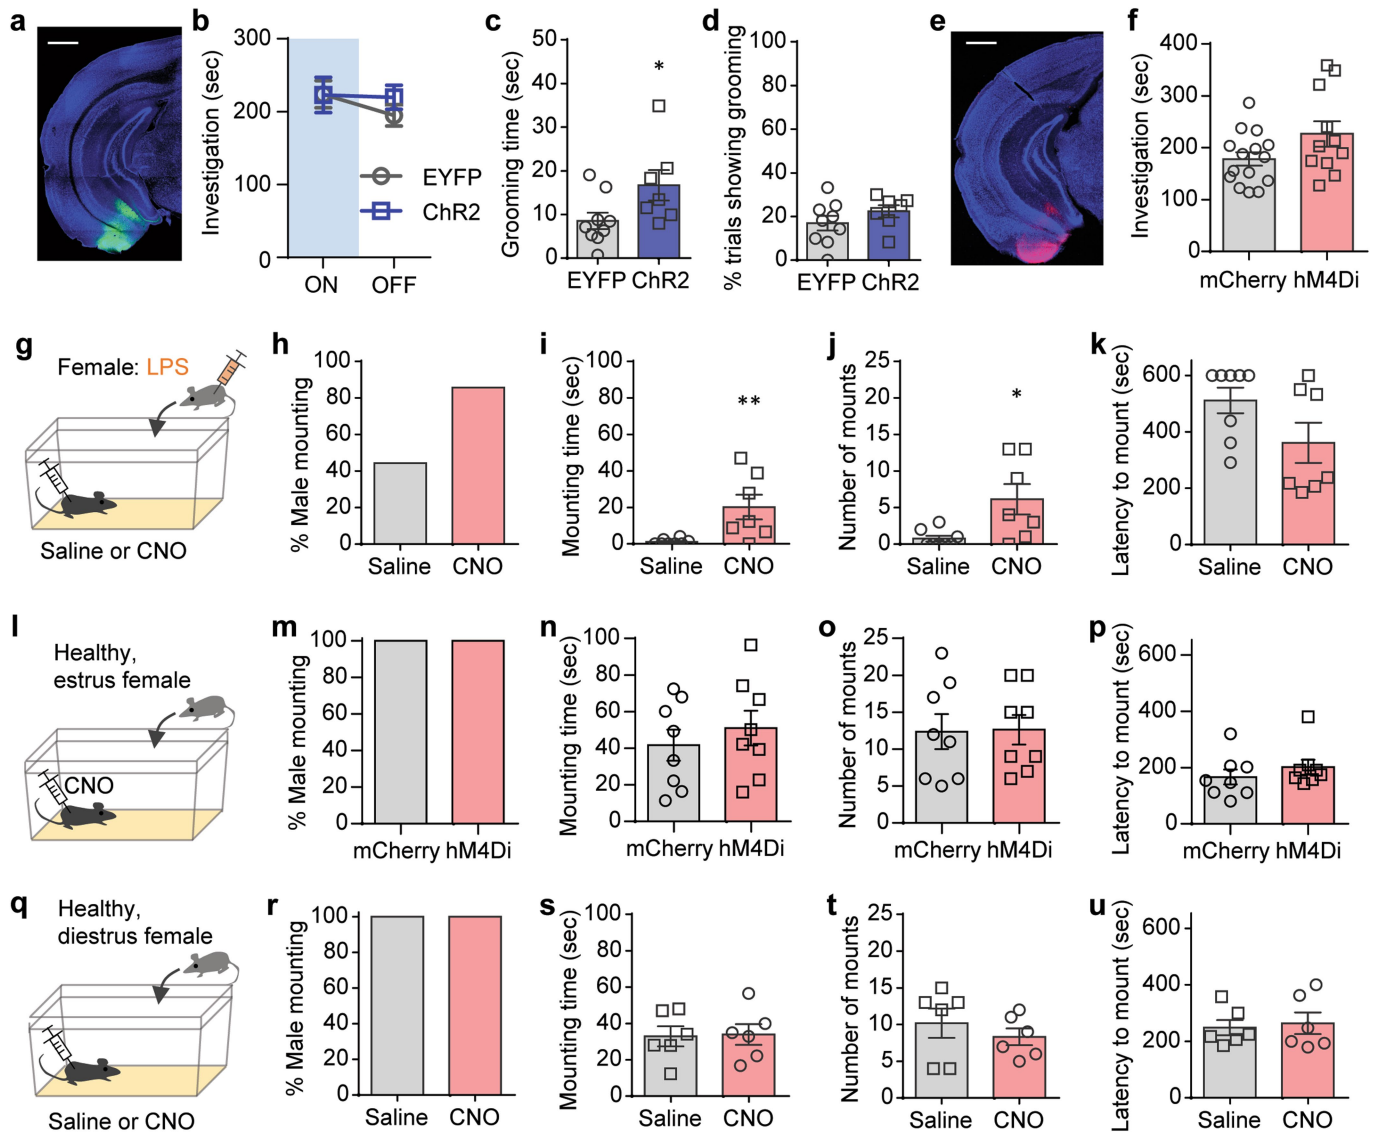 a
b
Investigation (sec)
300
200
100
0
EYFP
ChR2
ON OFF
c
Grooming time (sec)
50
40
30
20
10
0
*
EYFP ChR2
d
% trials showing grooming
100
80
60
40
20
0
EYFP ChR2
e
f
Investigation (sec)
400
300
200
100
0
mCherry hM4Di
g
Female: LPS
Saline or CNO
h
% Male mounting
100
80
60
40
20
0
Saline CNO
i
Mounting time (sec)
100
80
60
40
20
0
**
Saline CNO
j
Number of mounts
25
20
15
10
5
0
*
Saline CNO
k
Latency to mount (sec)
600
400
200
0
Saline CNO
l
Healthy,
estrus female
CNO
m
% Male mounting
100
80
60
40
20
0
mCherry hM4Di
n
Mounting time (sec)
100
80
60
40
20
0
mCherry hM4Di
o
Number of mounts
25
20
15
10
5
0
mCherry hM4Di
p
Latency to mount (sec)
600
400
200
0
mCherry hM4Di
q
Healthy,
diestrus female
Saline or CNO
r
% Male mounting
100
80
60
40
20
0
Saline CNO
s
Mounting time (sec)
100
80
60
40
20
0
Saline CNO
t
Number of mounts
25
20
15
10
5
0
Saline CNO
u
Latency to mount (sec)
600
400
200
0
Saline CNO